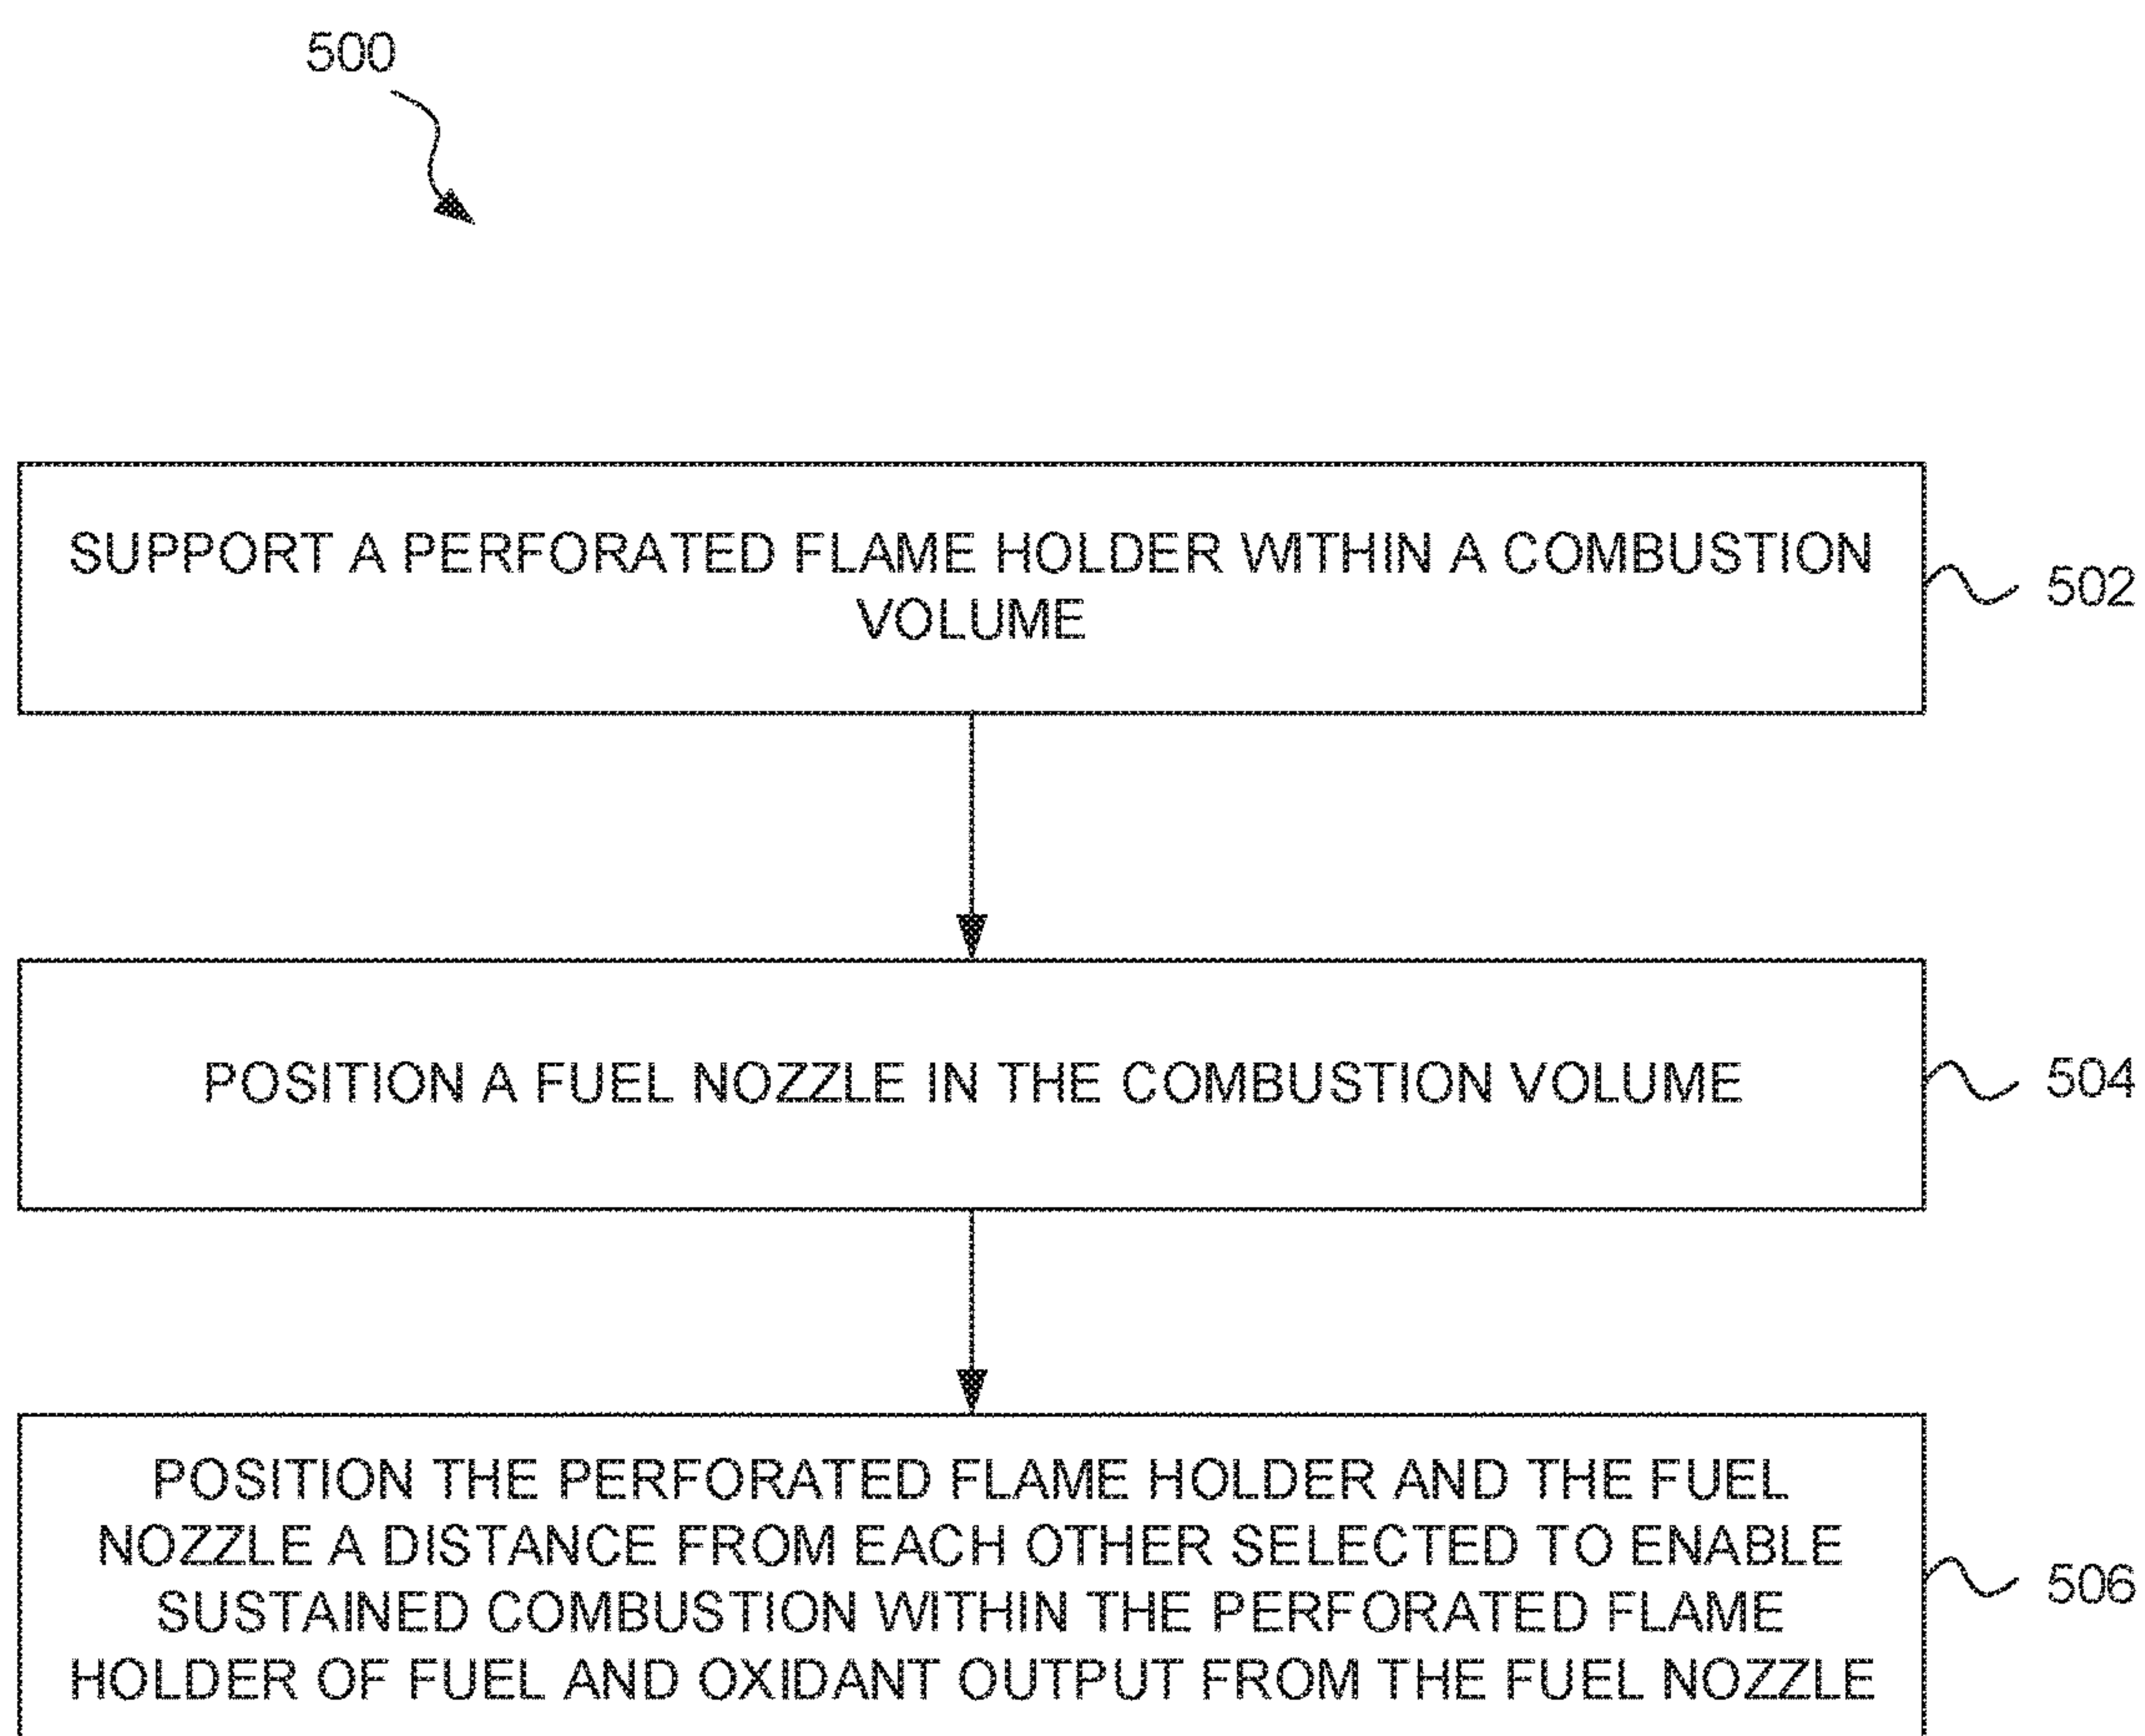 500
SUPPORT A PERFORATED FLAME HOLDER WITHIN A COMBUSTION
VOLUME
502
POSITION A FUEL NOZZLE IN THE COMBUSTION VOLUME
504
POSITION THE PERFORATED FLAME HOLDER AND THE FUEL
NOZZLE A DISTANCE FROM EACH OTHER SELECTED TO ENABLE
SUSTAINED COMBUSTION WITHIN THE PERFORATED FLAME
HOLDER OF FUEL AND OXIDANT OUTPUT FROM THE FUEL NOZZLE
506